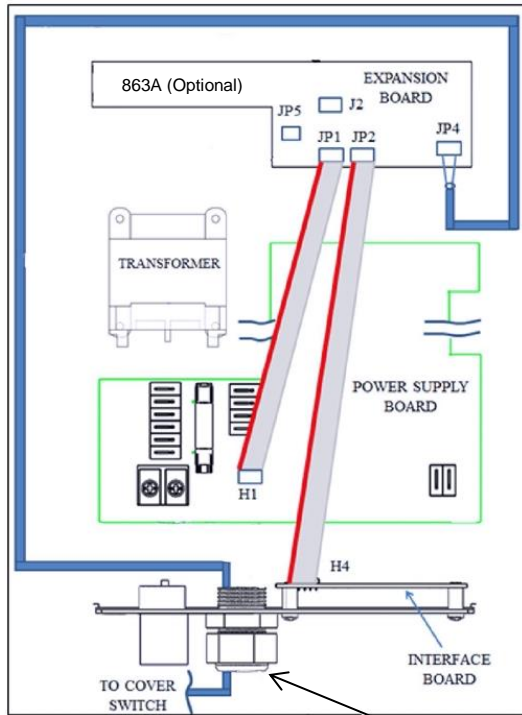 863A (Optional)
EXPANSION
BOARD
J2
JP5
JP1
JP2
JP4
TRANSFORMER
POWER SUPPLY
BOARD
H1
H4
INTERFACE
BOARD
TO COVER
SWITCH